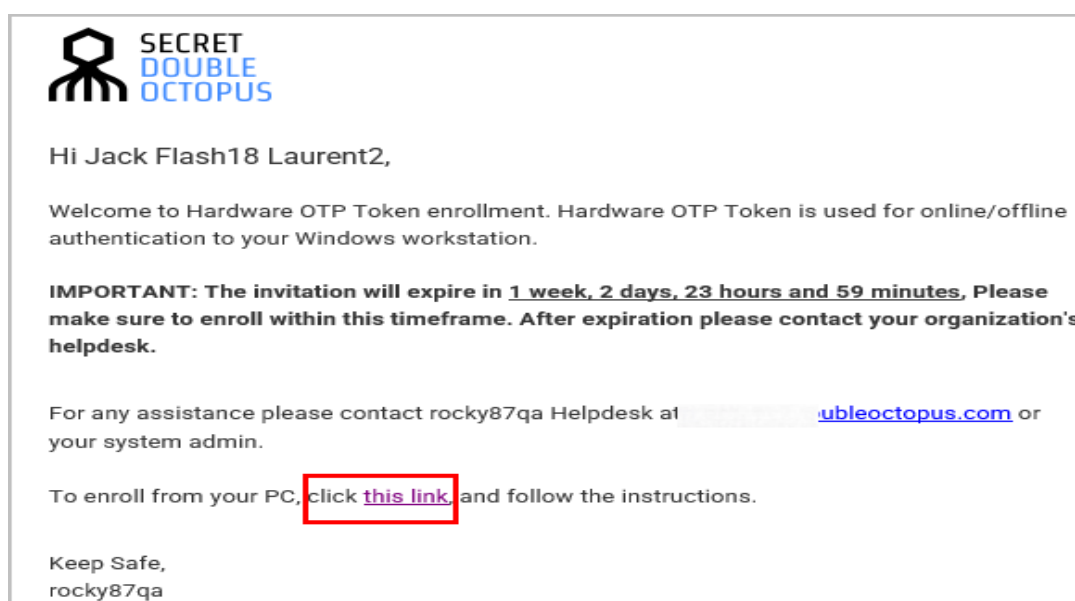 SECRET
DOUBLE
OCTOPUS
Hi Jack Flash18 Laurent2,
Welcome to Hardware OTP Token enrollment. Hardware OTP Token is used for online/offline
authentication to your Windows workstation.
IMPORTANT: The invitation will expire in 1 week, 2 days, 23 hours and 59 minutes, Please
make sure to enroll within this timeframe. After expiration please contact your organization's
helpdesk.
For any assistance please contact rocky87qa Helpdesk at ubleoctopus.com or
your system admin.
To enroll from your PC, click this link, and follow the instructions.
Keep Safe,
rocky87qa